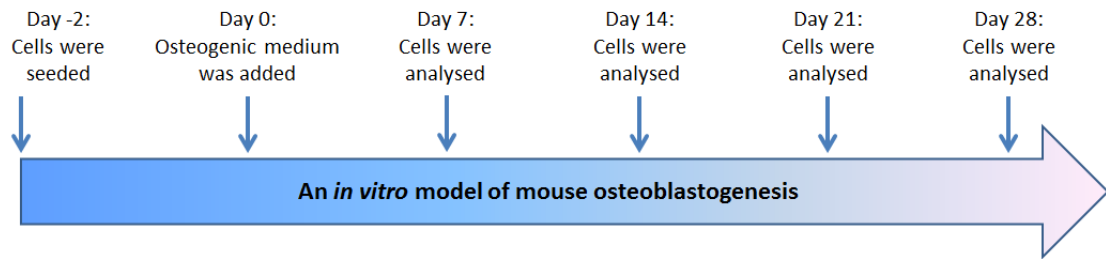 Day -2:
Cells were
seeded
Day 0:
Osteogenic medium
was added
Day 7:
Cells were
analysed
Day 14:
Cells were
analysed
Day 21:
Cells were
analysed
Day 28:
Cells were
analysed
An in vitro model of mouse osteoblastogenesis